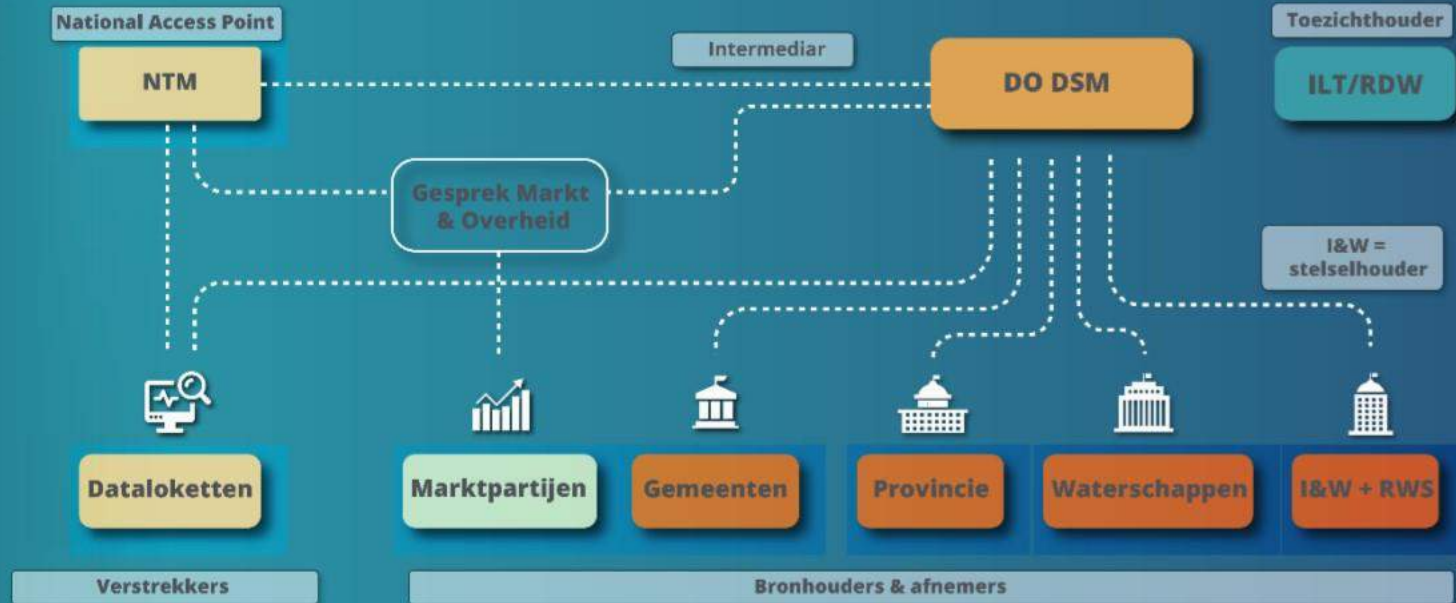 National Access Point
NTM
Intermediar
DO DSM
Toezichthouder
ILT/RDW
Gesprek Markt
& Overheid
I&W =
stelselhouder
Dataloketten
Marktpartijen
Gemeenten
Provincie
Waterschappen
I&W + RWS
Verstrekkers
Bronhouders & afnemers